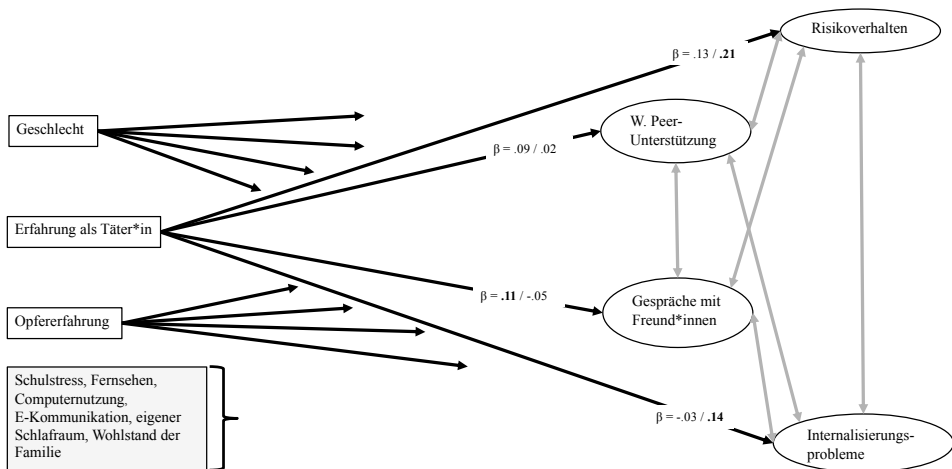 Risikoverhalten
β = .13 / .21
Geschlecht
W. Peer-
Unterstützung
β = .09 / .02
Erfahrung als Täter*in
β = .11 / -.05
Gespräche mit
Freund*innen
Opfererfahrung
Schulstress, Fernsehen,
Computernutzung,
E-Kommunikation, eigener
Schlafraum, Wohlstand der
Familie
β = -.03 / .14
Internalisierungs-
probleme